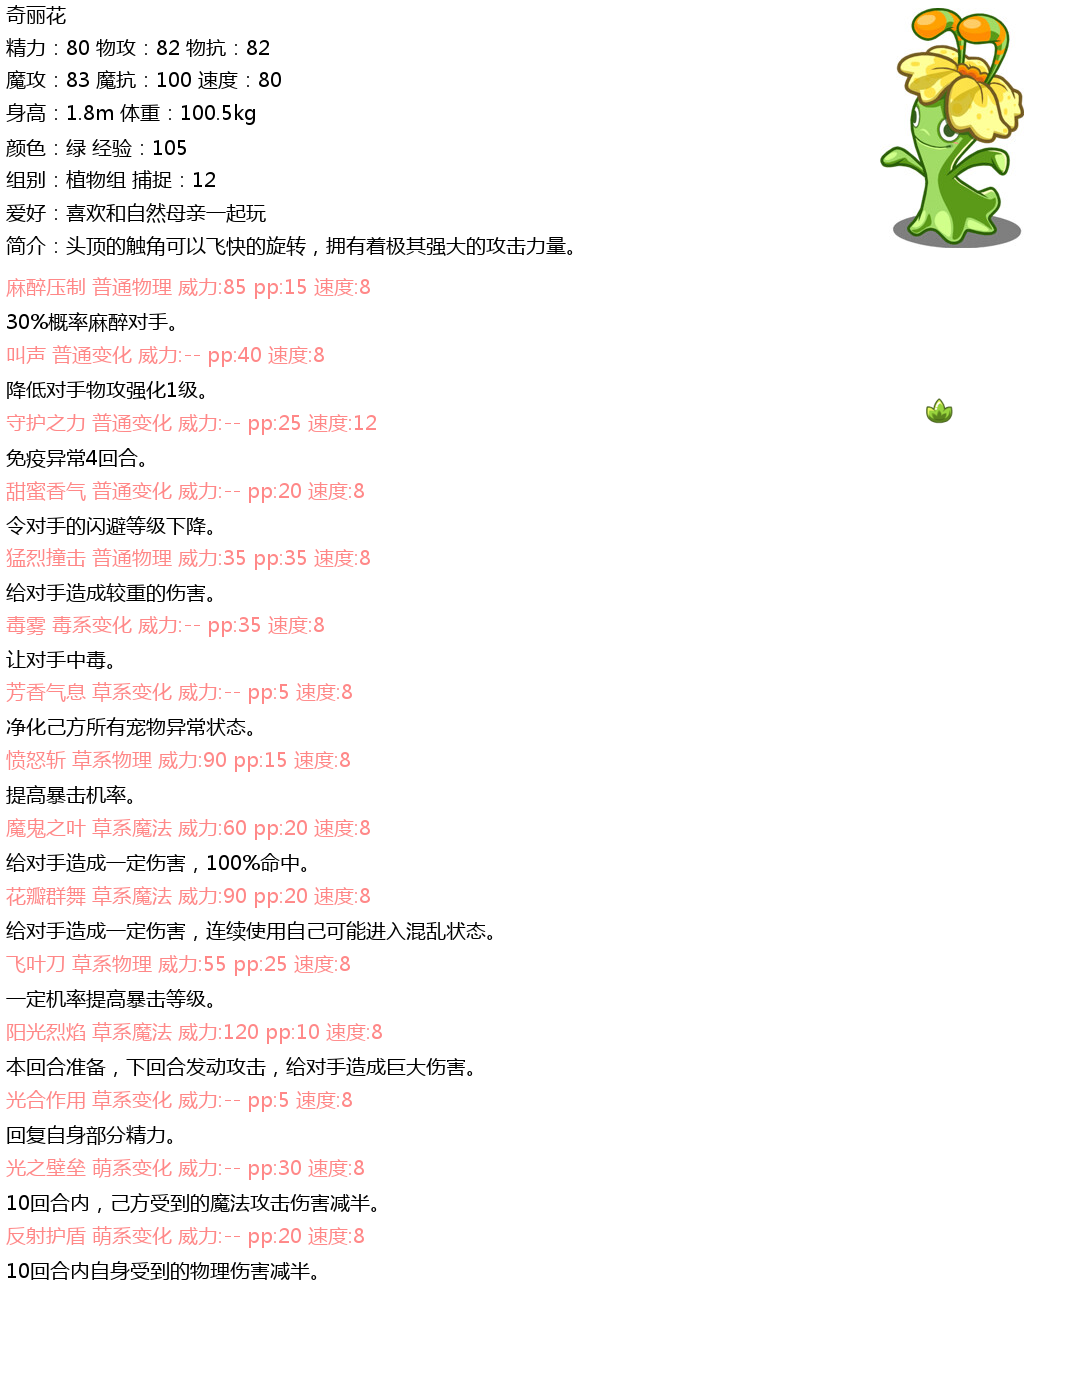 奇丽花
精力：80 物攻：82 物抗：82
魔攻：83 魔抗：100 速度：80
身高：1.8m 体重：100.5kg
颜色：绿 经验：105
组别：植物组 捕捉：12
爱好：喜欢和自然母亲一起玩
简介：头顶的触角可以飞快的旋转，拥有着极其强大的攻击力量。
麻醉压制 普通物理 威力:85 pp:15 速度:8
30%概率麻醉对手。
叫声 普通变化 威力:-- pp:40 速度:8
降低对手物攻强化1级。
守护之力 普通变化 威力:-- pp:25 速度:12
免疫异常4回合。
甜蜜香气 普通变化 威力:-- pp:20 速度:8
令对手的闪避等级下降。
猛烈撞击 普通物理 威力:35 pp:35 速度:8
给对手造成较重的伤害。
毒雾 毒系变化 威力:-- pp:35 速度:8
让对手中毒。
芳香气息 草系变化 威力:-- pp:5 速度:8
净化己方所有宠物异常状态。
愤怒斩 草系物理 威力:90 pp:15 速度:8
提高暴击机率。
魔鬼之叶 草系魔法 威力:60 pp:20 速度:8
给对手造成一定伤害，100%命中。
花瓣群舞 草系魔法 威力:90 pp:20 速度:8
给对手造成一定伤害，连续使用自己可能进入混乱状态。
飞叶刀 草系物理 威力:55 pp:25 速度:8
一定机率提高暴击等级。
阳光烈焰 草系魔法 威力:120 pp:10 速度:8
本回合准备，下回合发动攻击，给对手造成巨大伤害。
光合作用 草系变化 威力:-- pp:5 速度:8
回复自身部分精力。
光之壁垒 萌系变化 威力:-- pp:30 速度:8
10回合内，己方受到的魔法攻击伤害减半。
反射护盾 萌系变化 威力:-- pp:20 速度:8
10回合内自身受到的物理伤害减半。